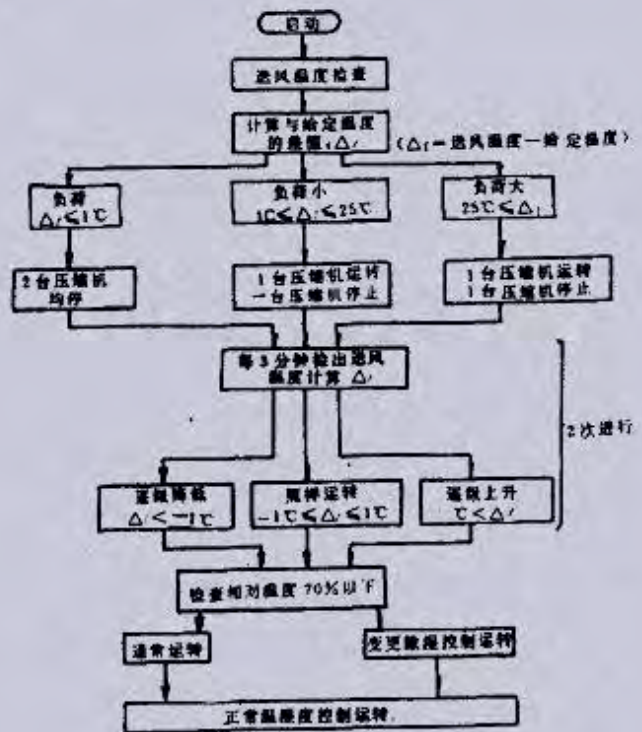 启动
送风温度检查
计算与给定温度
的差值,△t
(△t=送风温度—给定温度)
负荷
△t≤1℃
负荷小
1℃≤△t≤25℃
负荷大
25℃≤△t
2台压缩机
均停
1台压缩机运转
一台压缩机停止
1台压缩机运转
1台压缩机停止
每3分钟检出送风
温度计算 △t
2次进行
逐级降低
△t<-1℃
照样运转
-1℃≤△t≤1℃
逐级上升
℃<△t
检查相对温度70%以下
通常运转
变更除湿控制运转
正常温湿度控制运转